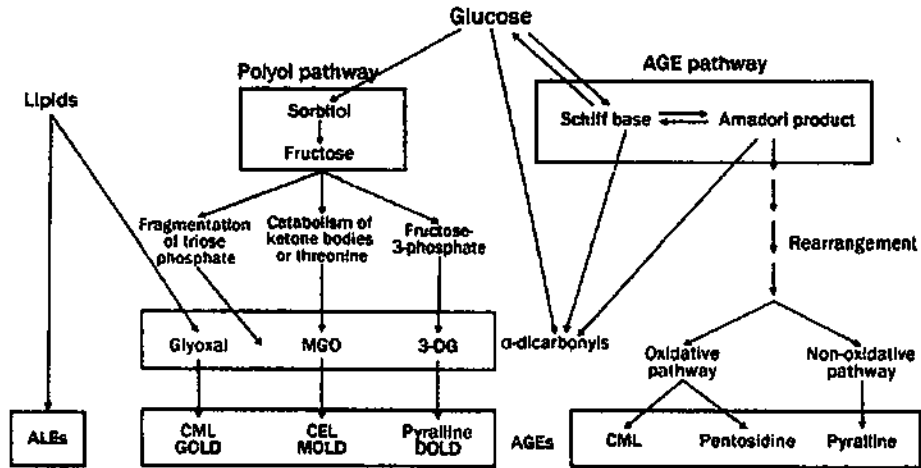 Glucose
Polyol pathway
AGE pathway
Lipids
Sorbitol
Fructose
Schiff base
Amadori product
Fragmentation
of triose
phosphate
Catabolism of
ketone bodies
or threonine
Fructose-
3-phosphate
Rearrangement
Glyoxal
MGO
3-DG
α-dicarbonyls
Oxidative
pathway
Non-oxidative
pathway
ALEs
CML
GOLD
CEL
MOLD
Pyralline
DOLD
AGEs
CML
Pentosidine
Pyralline